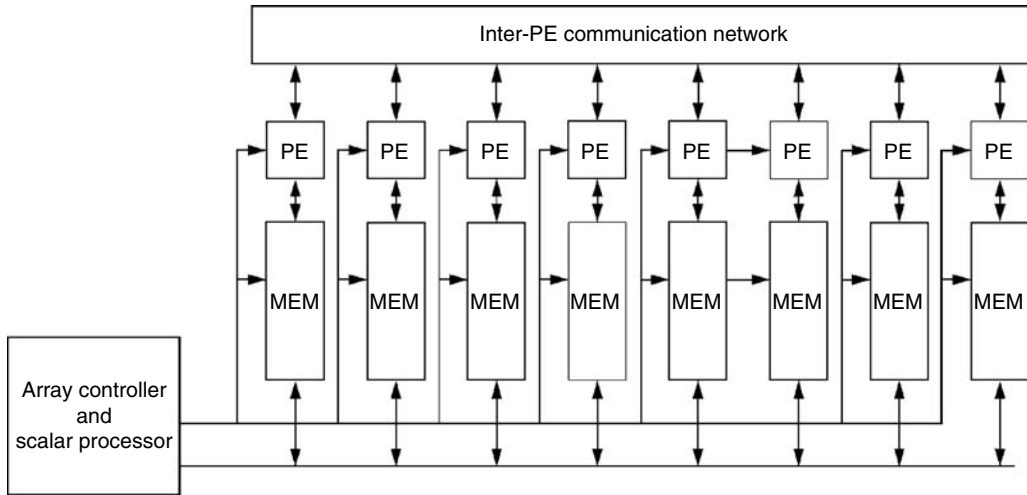 Inter-PE communication network
PE PE PE PE PE PE PE PE
MEM MEM MEM MEM MEM MEM MEM MEM
Array controller
and
scalar processor